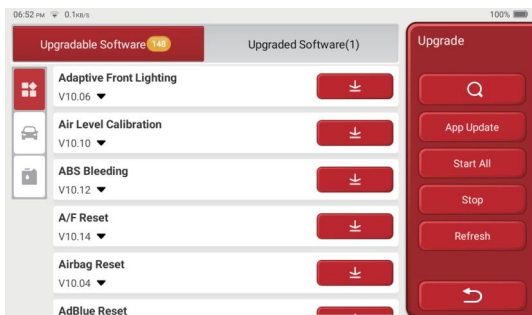 06:52 PM 0.1KB/S
100%
Upgradable Software 148
Upgraded Software(1)
Upgrade
Adaptive Front Lighting
V10.06
Air Level Calibration
V10.10
App Update
ABS Bleeding
V10.12
Start All
Stop
A/F Reset
V10.14
Refresh
Airbag Reset
V10.04
AdBlue Reset